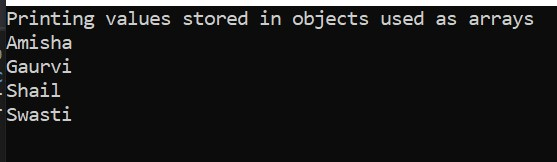 Printing values stored in objects used as arrays
Amisha
Gaurvi
Shail
Swasti